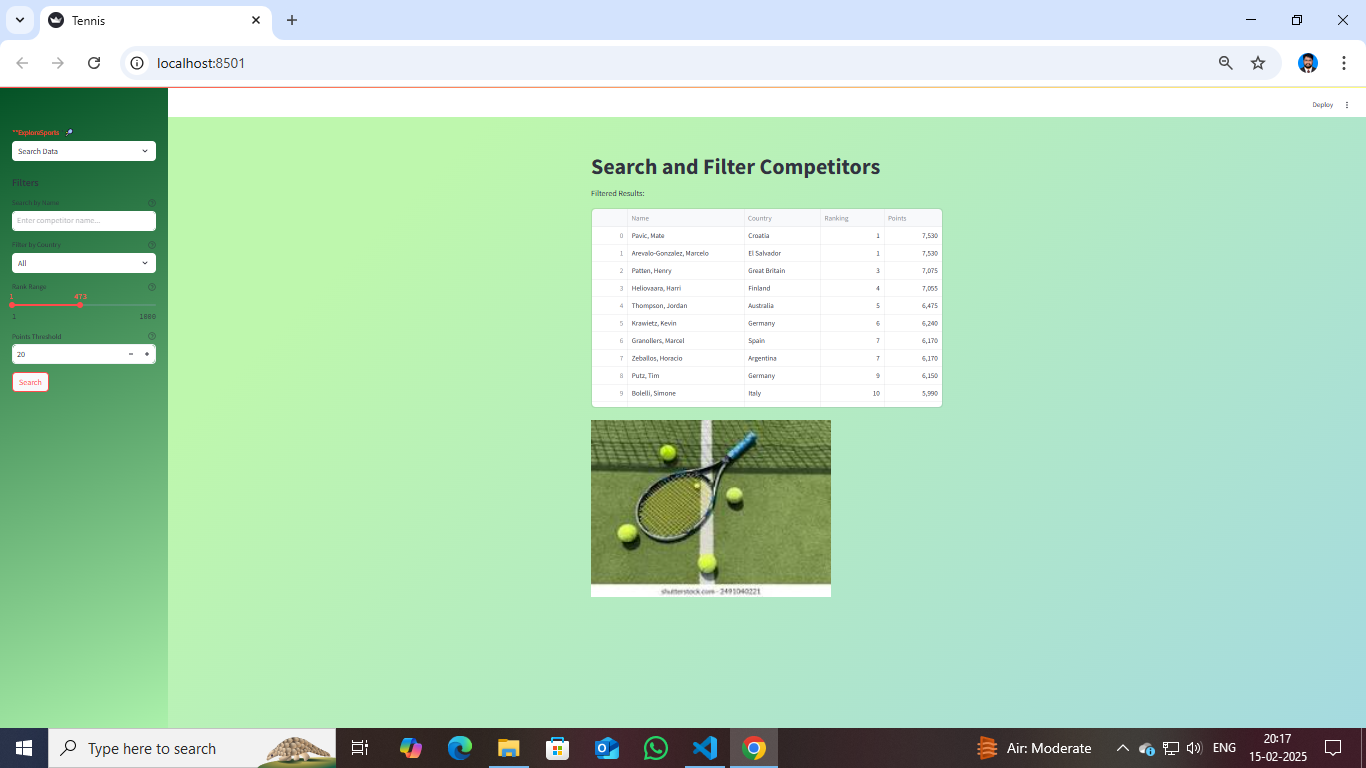 Tennis
localhost:8501
Deploy
**ExploraSports
Search Data
Filters
Search by Name
Enter competitor name...
Filter by Country
All
Rank Range
1 473
1 1000
Points Threshold
20
Search
Search and Filter Competitors
Filtered Results:
Name Country Ranking Points
0 Pavic, Mate Croatia 1 7,530
1 Arevalo-Gonzalez, Marcelo El Salvador 1 7,530
2 Patten, Henry Great Britain 3 7,075
3 Heliovaara, Harri Finland 4 7,055
4 Thompson, Jordan Australia 5 6,475
5 Krawietz, Kevin Germany 6 6,240
6 Granollers, Marcel Spain 7 6,170
7 Zeballos, Horacio Argentina 7 6,170
8 Putz, Tim Germany 9 6,150
9 Bolelli, Simone Italy 10 5,990
shutterstock.com · 2491040221
Type here to search
Air: Moderate
ENG
20:17
15-02-2025